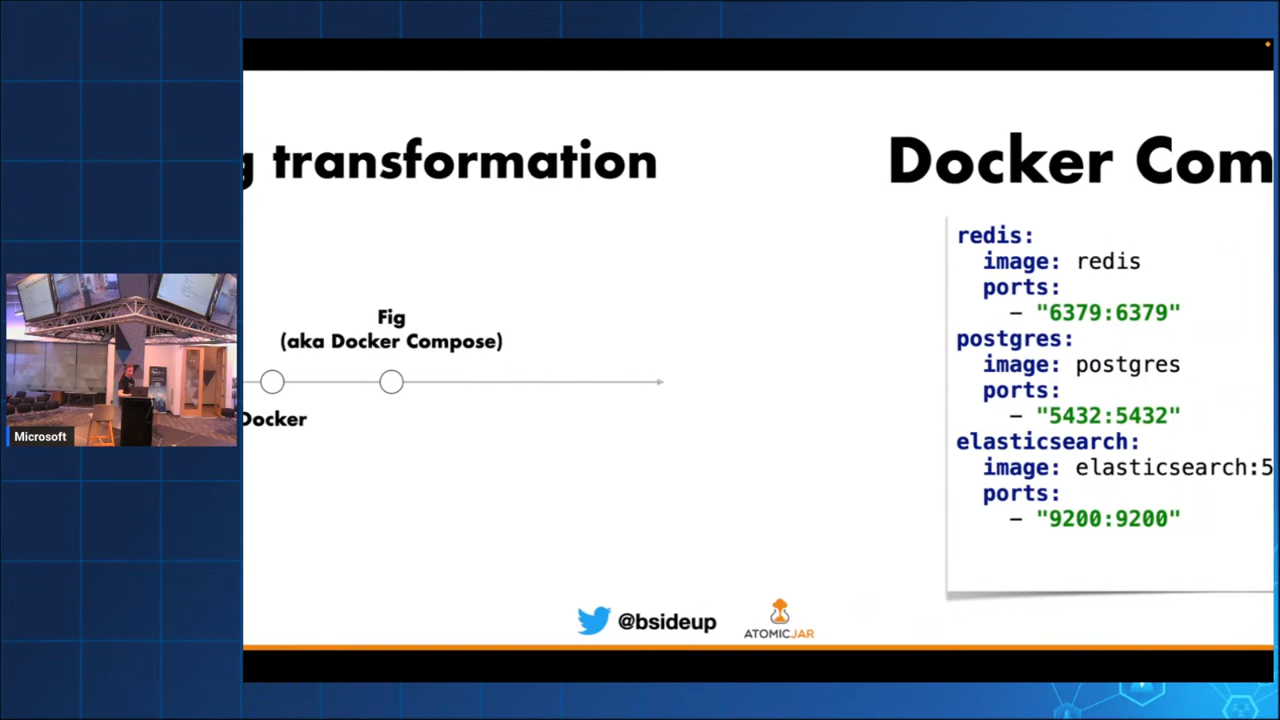 g transformation
Fig
(aka Docker Compose)
Docker
Docker Com
redis:
image: redis
ports:
– "6379:6379"
postgres:
image: postgres
ports:
– "5432:5432"
elasticsearch:
image: elasticsearch:5
ports:
– "9200:9200"
Microsoft
@bsideup
ATOMICJAR